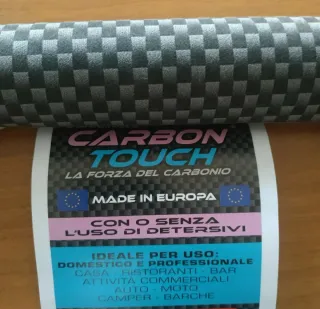 CARBON
TOUCH
LA FORZA DEL CARBONIO
MADE IN EUROPA
CON O SENZA
L'USO DI DETERSIVI
IDEALE PER USO:
DOMESTICO E PROFESSIONALE
CASA - RISTORANTI - BAR
ATTIVITÀ COMMERCIALI
AUTO - MOTO
CAMPER - BARCHE